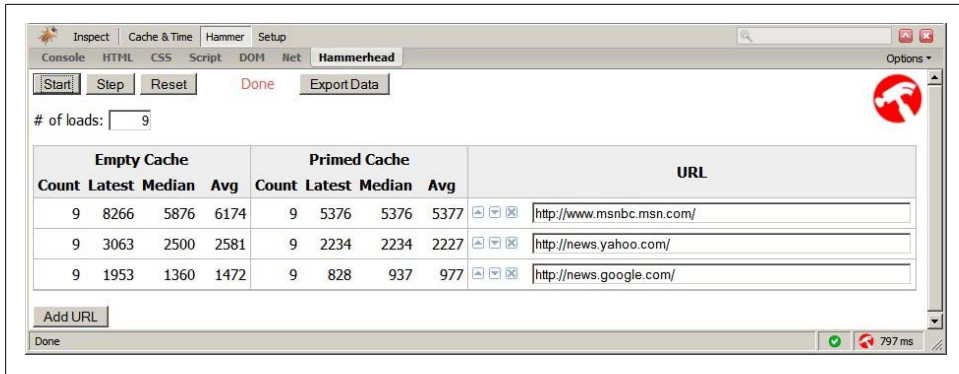 Inspect Cache & Time Hammer Setup
Console HTML CSS Script DOM Net Hammerhead Options
Start Step Reset Done Export Data
# of loads: 9
Empty Cache Primed Cache URL
Count Latest Median Avg Count Latest Median Avg
9 8266 5876 6174 9 5376 5376 5377 http://www.msnbc.msn.com/
9 3063 2500 2581 9 2234 2234 2227 http://news.yahoo.com/
9 1953 1360 1472 9 828 937 977 http://news.google.com/
Add URL
Done 797 ms